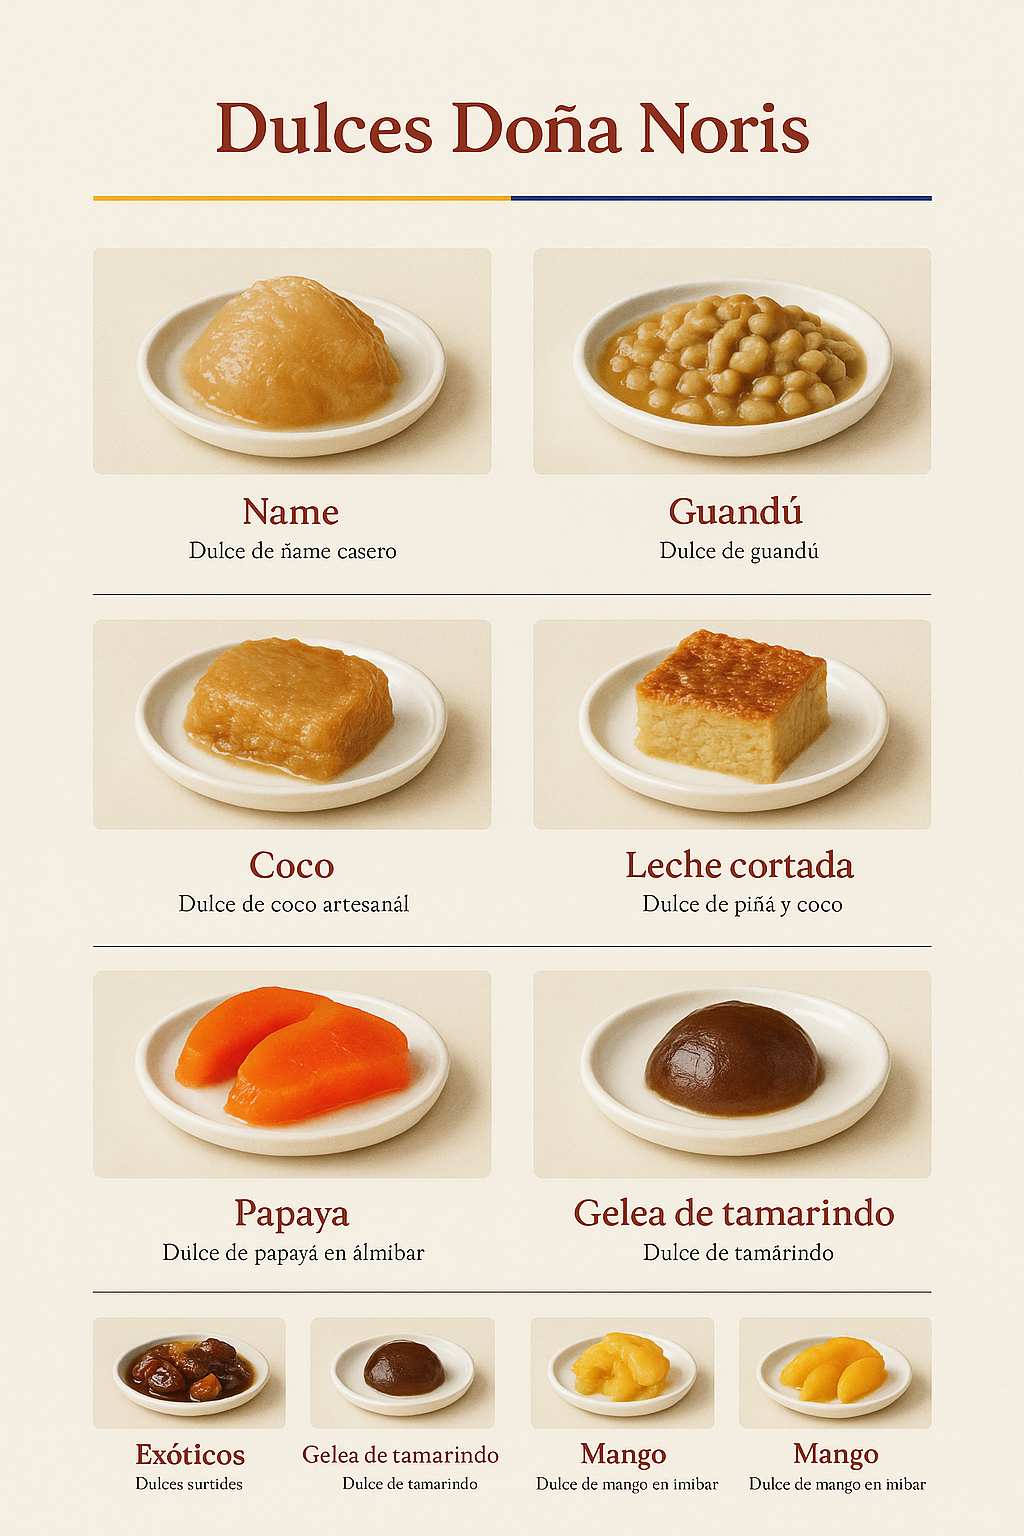 Dulces Doña Noris
Name
Dulce de ñame casero
Guandú
Dulce de guandú
Coco
Dulce de coco artesanál
Leche cortada
Dulce de piñá y coco
Papaya
Dulce de papayá en álmibar
Gelea de tamarindo
Dulce de tamárindo
Exóticos
Dulces surtides
Gelea de tamarindo
Dulce de tamarindo
Mango
Dulce de mango en imibar
Mango
Dulce de mango en mibar